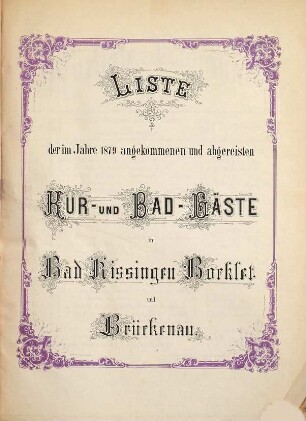 LISTE
der im Jahre 1879 angekommenen und abgereisten
KUR- UND BAD-GÄSTE
in
Bad Kissingen Bocklet
und
Brückenau.